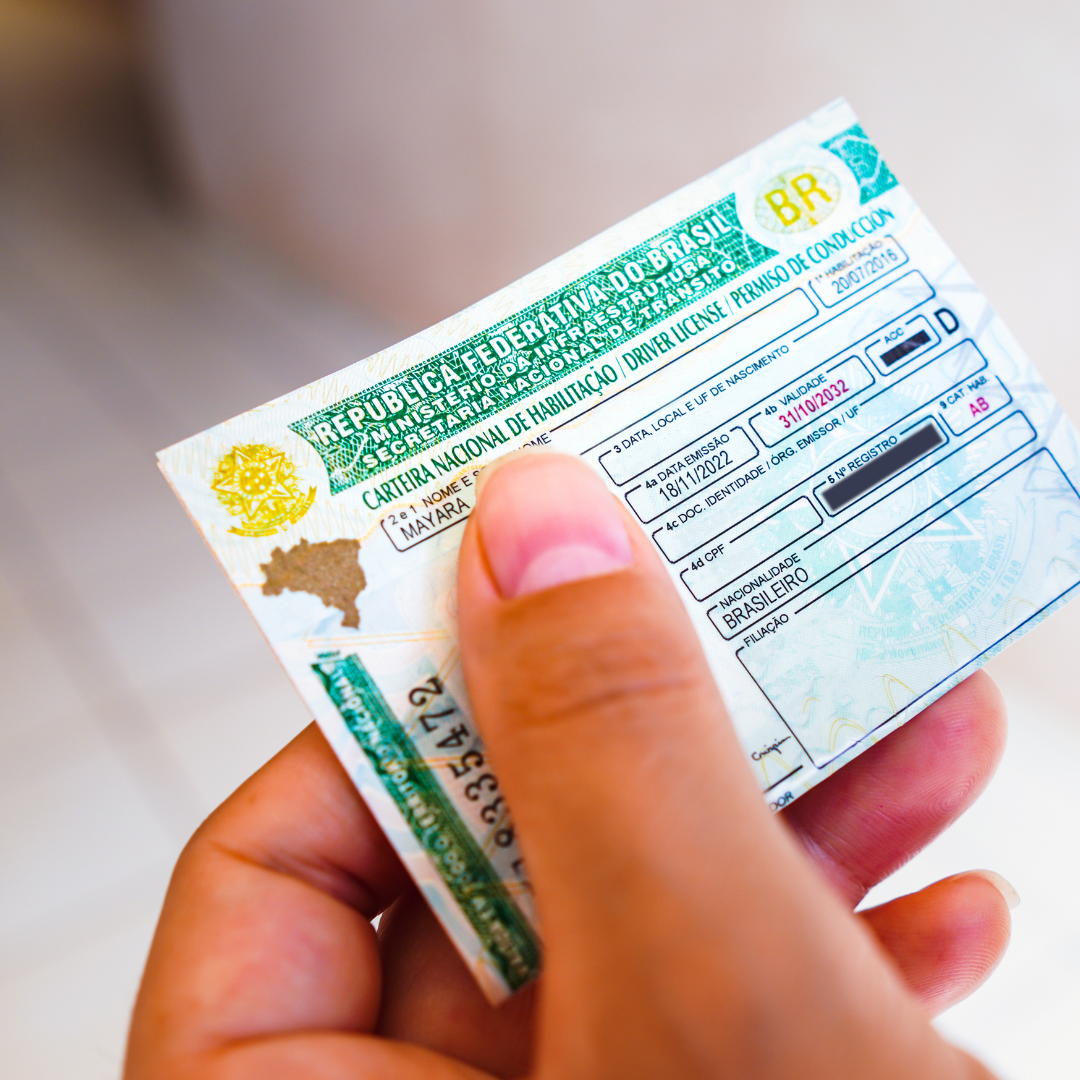 BR
REPÚBLICA FEDERATIVA DO BRASIL
MINISTÉRIO DA INFRAESTRUTURA
SECRETARIA NACIONAL DE TRÂNSITO
CARTEIRA NACIONAL DE HABILITAÇÃO / DRIVER LICENSE / PERMISO DE CONDUCCIÓN
2 e 1 NOME E S NOME
MAYARA
1ª HABILITAÇÃO
20/07/2016
3 DATA, LOCAL E UF DE NASCIMENTO
4a DATA EMISSÃO
18/11/2022
4b VALIDADE
31/10/2032
ACC
D
4c DOC. IDENTIDADE / ÓRG. EMISSOR / UF
4d CPF
5 Nº REGISTRO
9 CAT. HAB.
AB
NACIONALIDADE
BRASILEIRO
FILIAÇÃO
DOR
335472